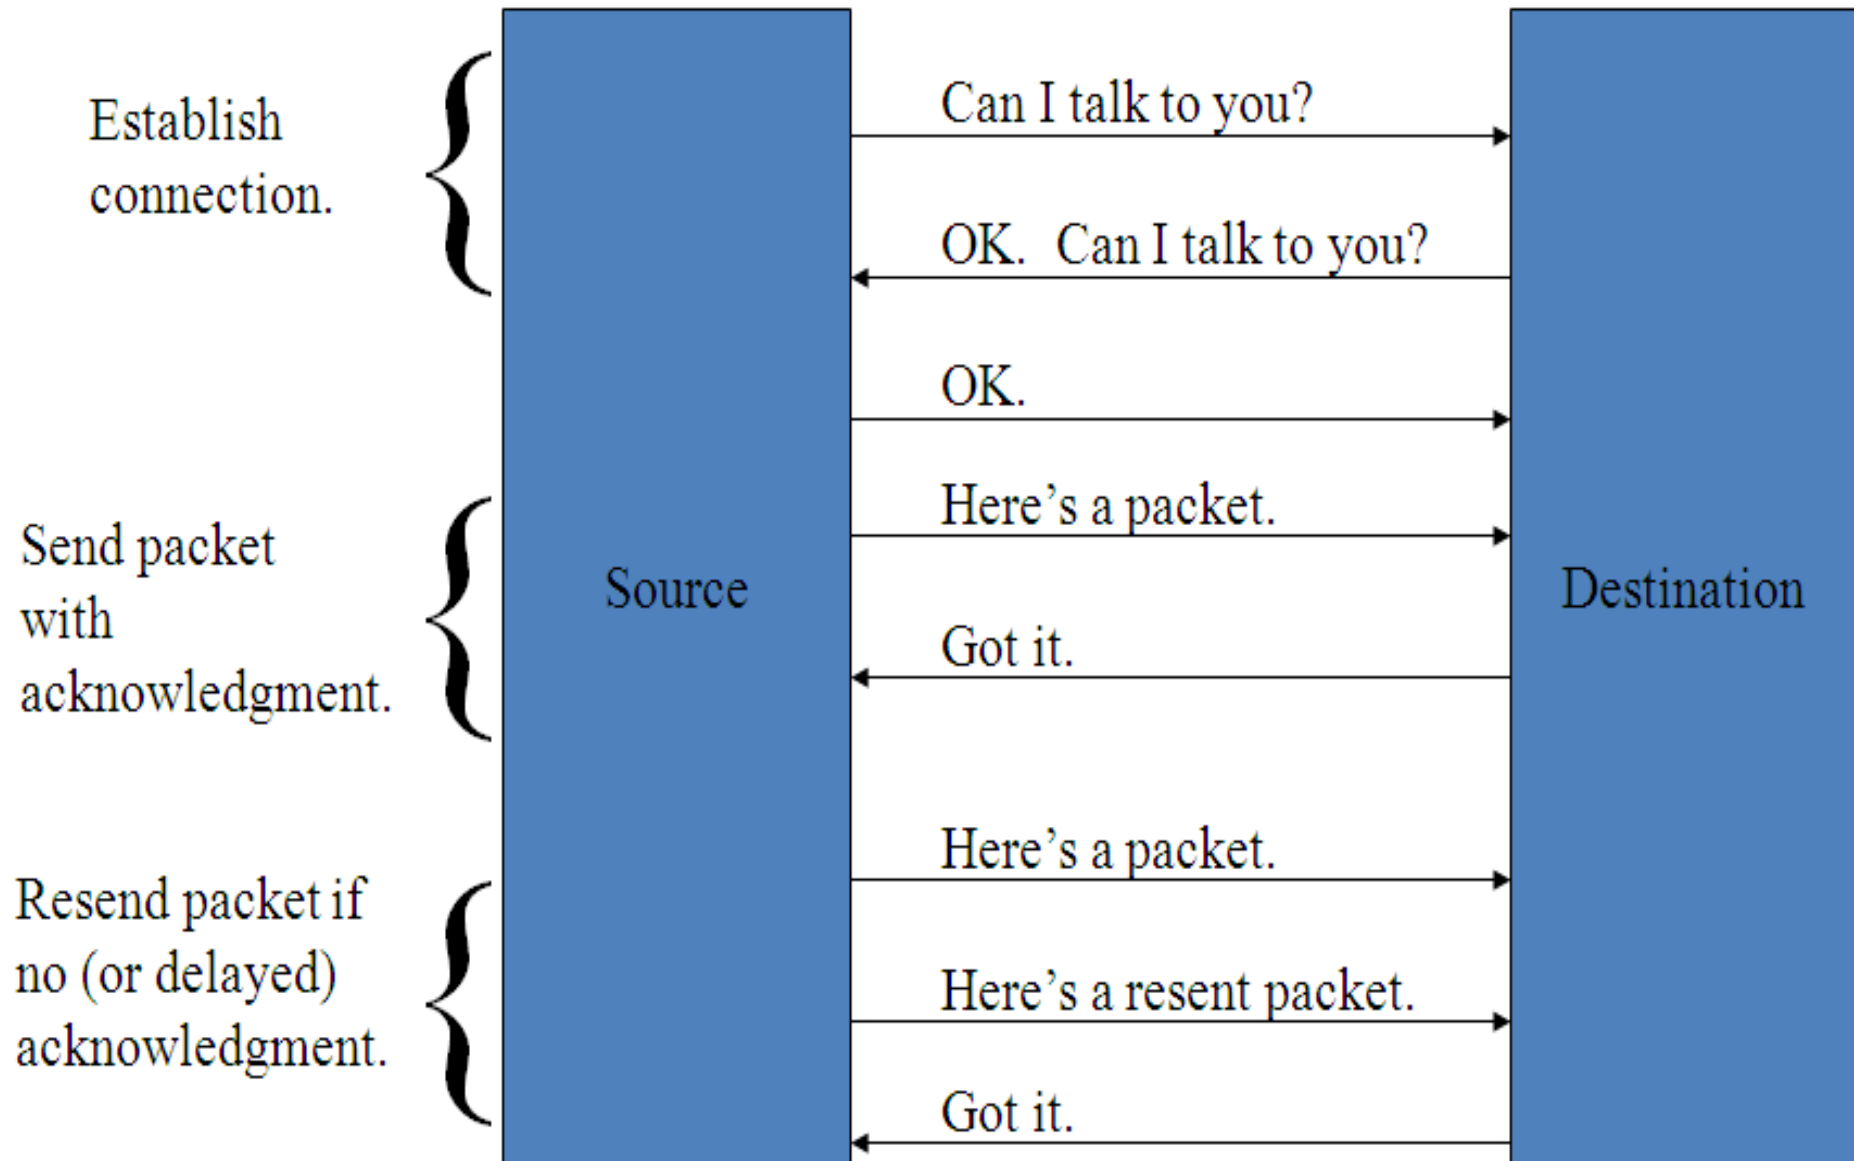 Establish
connection.
Can I talk to you?
OK.  Can I talk to you?
OK.
Send packet
with
acknowledgment.
Source
Here’s a packet.
Got it.
Destination
Resend packet if
no (or delayed)
acknowledgment.
Here’s a packet.
Here’s a resent packet.
Got it.